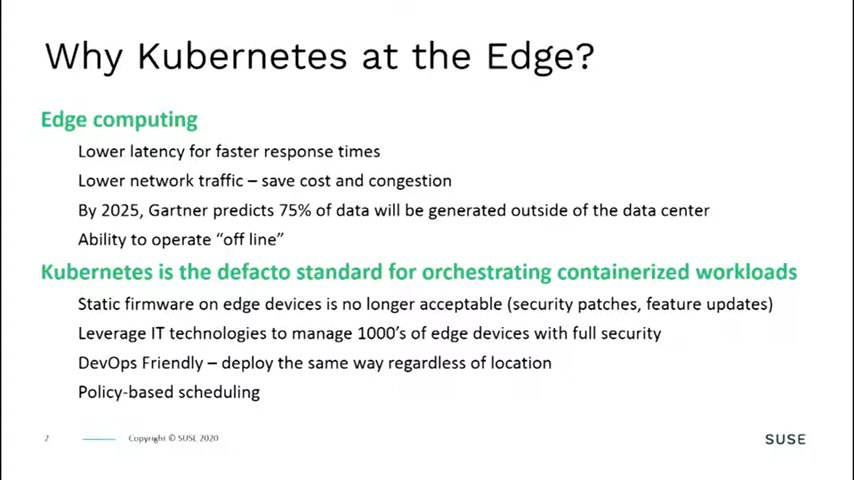 Why Kubernetes at the Edge?
Edge computing
Lower latency for faster response times
Lower network traffic – save cost and congestion
By 2025, Gartner predicts 75% of data will be generated outside of the data center
Ability to operate “off line”
Kubernetes is the defacto standard for orchestrating containerized workloads
Static firmware on edge devices is no longer acceptable (security patches, feature updates)
Leverage IT technologies to manage 1000’s of edge devices with full security
DevOps Friendly – deploy the same way regardless of location
Policy-based scheduling
2 Copyright © SUSE 2020
SUSE